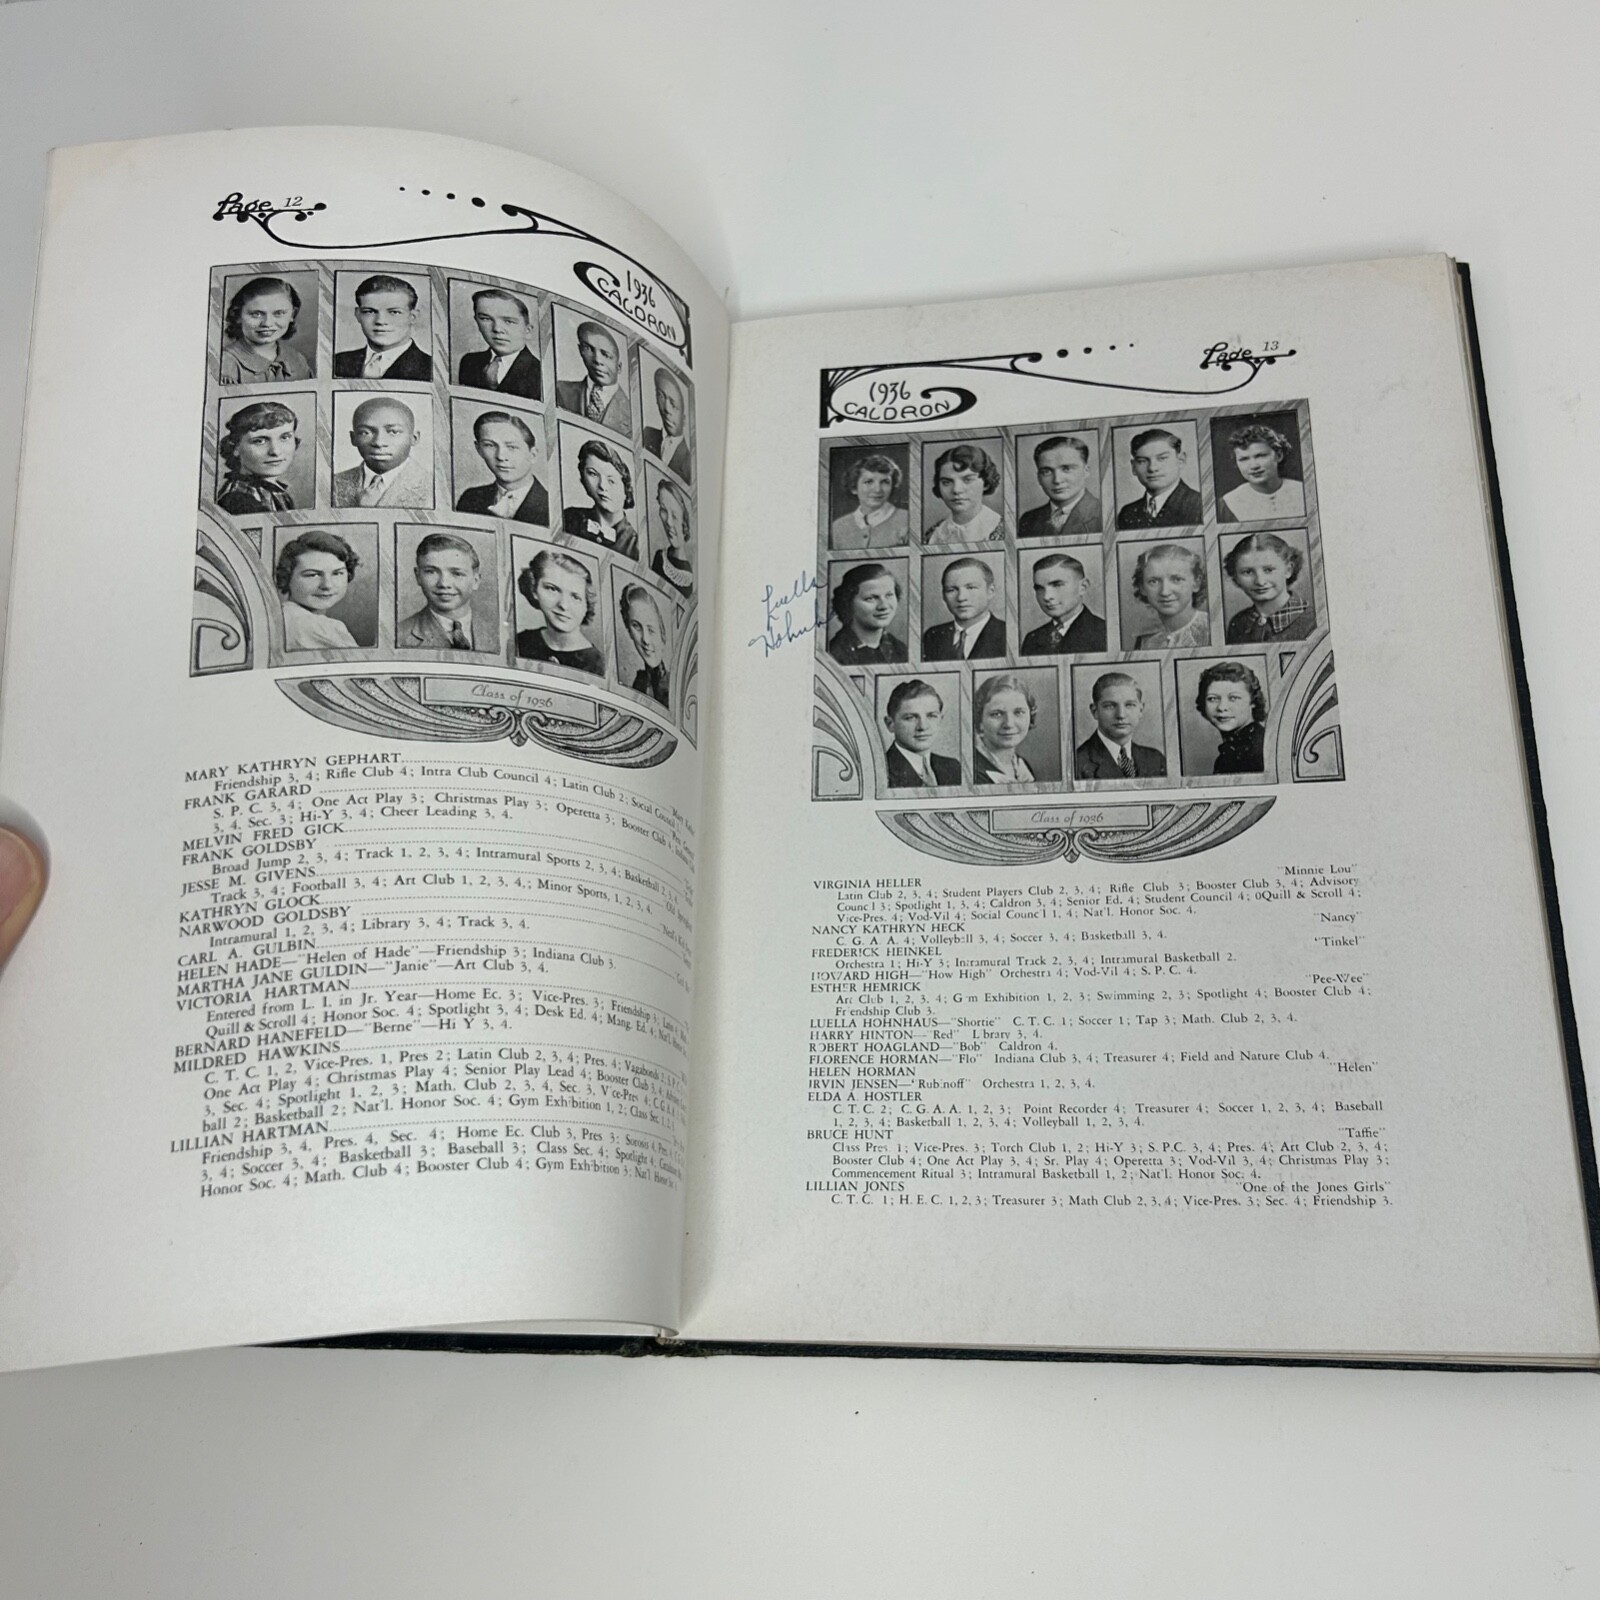 Page 12
1936
CALDRON
Class of 1936
MARY KATHRYN GEPHART
Friendship 3, 4; Rifle Club 4; Intra Club Council 4; Latin Club 2; Social Council
FRANK GARARD
S. P. C. 3, 4; One Act Play 3; Christmas Play 3; Operetta 3; Booster Club 4;
3, 4, Sec. 3; Hi-Y 3, 4; Cheer Leading 3, 4.
MELVIN FRED GICK
FRANK GOLDSBY
Broad Jump 2, 3, 4; Track 1, 2, 3, 4; Intramural Sports 2, 3, 4; Basketball 2, 3, 4.
JESSE M. GIVENS
Track 3, 4; Football 3, 4; Art Club 1, 2, 3, 4,; Minor Sports, 1, 2, 3, 4.
KATHRYN GLOCK
NARWOOD GOLDSBY
Intramural 1, 2, 3, 4; Library 3, 4; Track 3, 4.
CARL A. GULBIN
HELEN HADE—"Helen of Hade"—Friendship 3; Indiana Club 3.
MARTHA JANE GULDIN—"Janie"—Art Club 3, 4.
VICTORIA HARTMAN
Entered from L. I. in Jr. Year—Home Ec. 3; Vice-Pres. 3; Friendship 3;
Quill & Scroll 4; Honor Soc. 4; Spotlight 3, 4; Desk Ed. 4; Mang. Ed. 4; Nat'l. Honor Soc.
BERNARD HANEFELD—"Berne"—Hi Y 3, 4.
MILDRED HAWKINS
C. T. C. 1, 2, Vice-Pres. 1, Pres 2; Latin Club 2, 3, 4; Pres. 4;
One Act Play 4; Christmas Play 4; Senior Play Lead 4; Booster Club 3, 4;
3, Sec. 4; Spotlight 1, 2, 3; Math. Club 2, 3, 4, Sec. 3, Vice-Pres 4;
ball 2; Basketball 2; Nat'l. Honor Soc. 4; Gym Exhibition 1, 2; Class Sec.
LILLIAN HARTMAN
Friendship 3, 4, Pres. 4, Sec. 4; Home Ec. Club 3, Pres 3;
3, 4; Soccer 3, 4; Basketball 3; Baseball 3; Class Sec. 4; Spotlight 4;
Honor Soc. 4; Math. Club 4; Booster Club 4; Gym Exhibition 3; Nat'l Honor
Page 13
1936
CALDRON
Luella
Class of 1936
"Minnie Lou"
VIRGINIA HELLER
Latin Club 2, 3, 4; Student Players Club 2, 3, 4; Rifle Club 3; Booster Club 3, 4; Advisory
Council 3; Spotlight 1, 3, 4; Caldron 3, 4; Senior Ed. 4; Student Council 4; 0Quill & Scroll 4;
Vice-Pres. 4; Vod-Vil 4; Social Council 1, 4; Nat'l. Honor Soc. 4.
NANCY KATHRYN HECK "Nancy"
C. G. A. A. 4; Volleyball 3, 4; Soccer 3, 4; Basketball 3, 4.
FREDERICK HEINKEL "Tinkel"
Orchestra 1; Hi-Y 3; Intramural Track 2, 3, 4; Intramural Basketball 2.
HOWARD HIGH—"How High" Orchestra 4; Vod-Vil 4; S. P. C. 4.
ESTHER HEMRICK "Pee-Wee"
Art Club 1, 2, 3, 4; Gym Exhibition 1, 2, 3; Swimming 2, 3; Spotlight 4; Booster Club 4;
Friendship Club 3.
LUELLA HOHNHAUS—"Shortie" C. T. C. 1; Soccer 1; Tap 3; Math. Club 2, 3, 4.
HARRY HINTON—"Red" Library 3, 4.
ROBERT HOAGLAND—"Bob" Caldron 4.
FLORENCE HORMAN—"Flo" Indiana Club 3, 4; Treasurer 4; Field and Nature Club 4.
HELEN HORMAN "Helen"
IRVIN JENSEN—"Rubinoff" Orchestra 1, 2, 3, 4.
ELDA A. HOSTLER
C. T. C. 2; C. G. A. A. 1, 2, 3; Point Recorder 4; Treasurer 4; Soccer 1, 2, 3, 4; Baseball
1, 2, 3, 4; Basketball 1, 2, 3, 4; Volleyball 1, 2, 3, 4.
BRUCE HUNT "Taffie"
Class Pres. 1; Vice-Pres. 3; Torch Club 1, 2; Hi-Y 3; S. P.C. 3, 4; Pres. 4; Art Club 2, 3, 4;
Booster Club 4; One Act Play 3, 4; Sr. Play 4; Operetta 3; Vod-Vil 3, 4; Christmas Play 3;
Commencement Ritual 3; Intramural Basketball 1, 2; Nat'l. Honor Soc. 4.
LILLIAN JONES "One of the Jones Girls"
C. T. C. 1; H. E. C. 1, 2, 3; Treasurer 3; Math Club 2, 3, 4; Vice-Pres. 3; Sec. 4; Friendship 3.